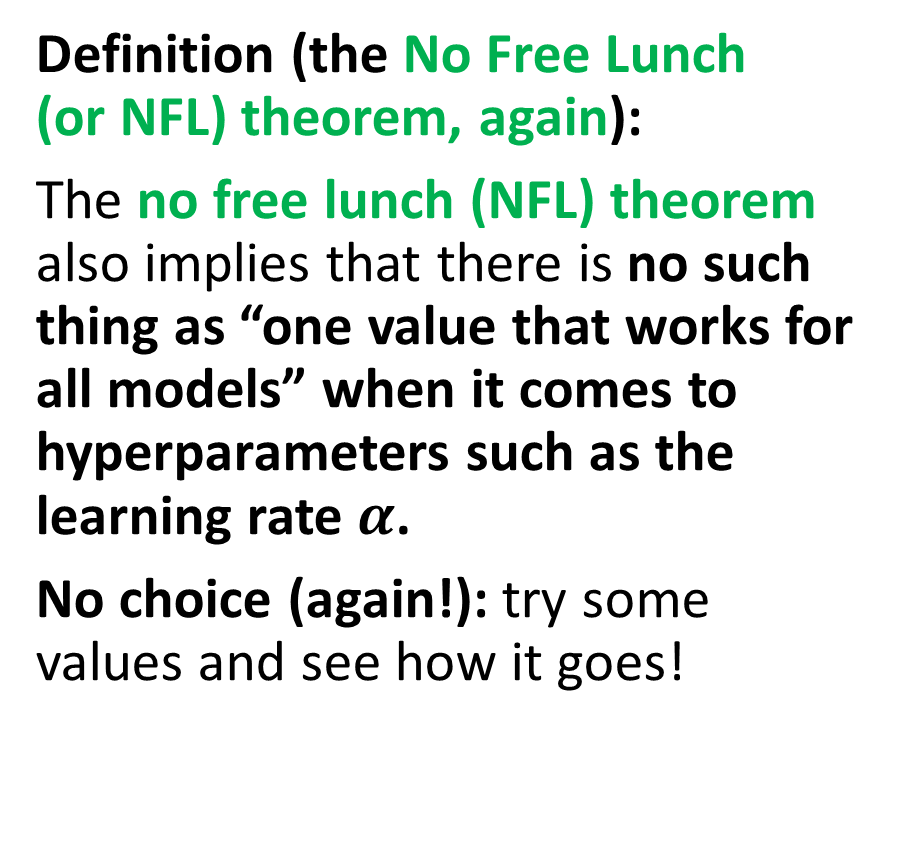 Definition (the No Free Lunch
(or NFL) theorem, again):
The no free lunch (NFL) theorem
also implies that there is no such
thing as “one value that works for
all models” when it comes to
hyperparameters such as the
learning rate 𝜶.
No choice (again!): try some
values and see how it goes!